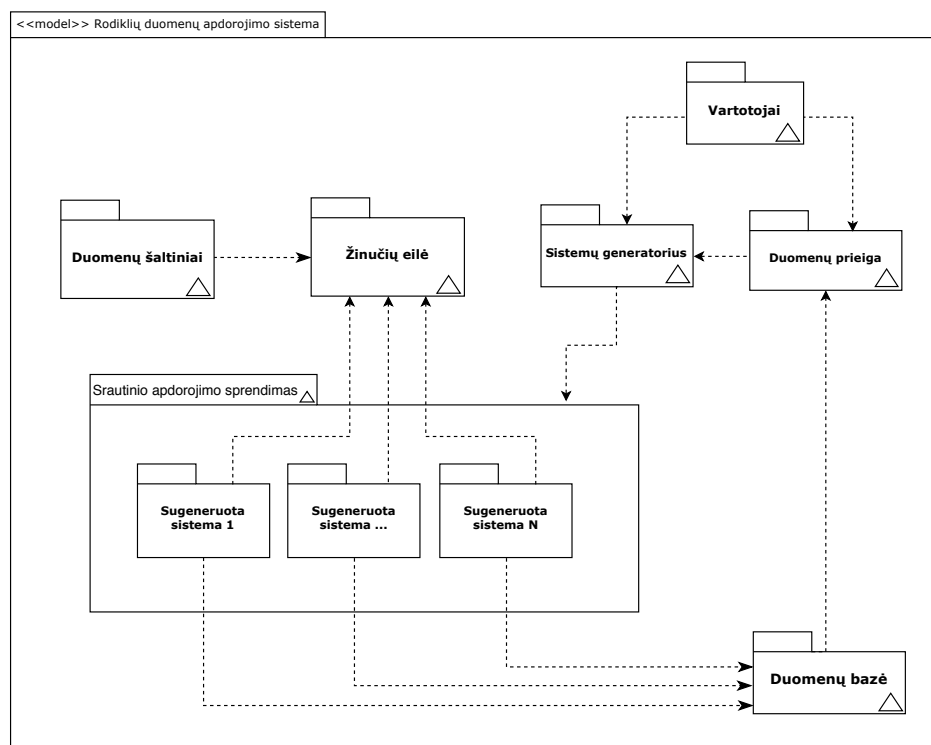 <<model>> Rodiklių duomenų apdorojimo sistema
Vartotojai
Duomenų šaltiniai
Žinučių eilė
Sistemų generatorius
Duomenų prieiga
Srautinio apdorojimo sprendimas
Sugeneruota
sistema 1
Sugeneruota
sistema ...
Sugeneruota
sistema N
Duomenų bazė